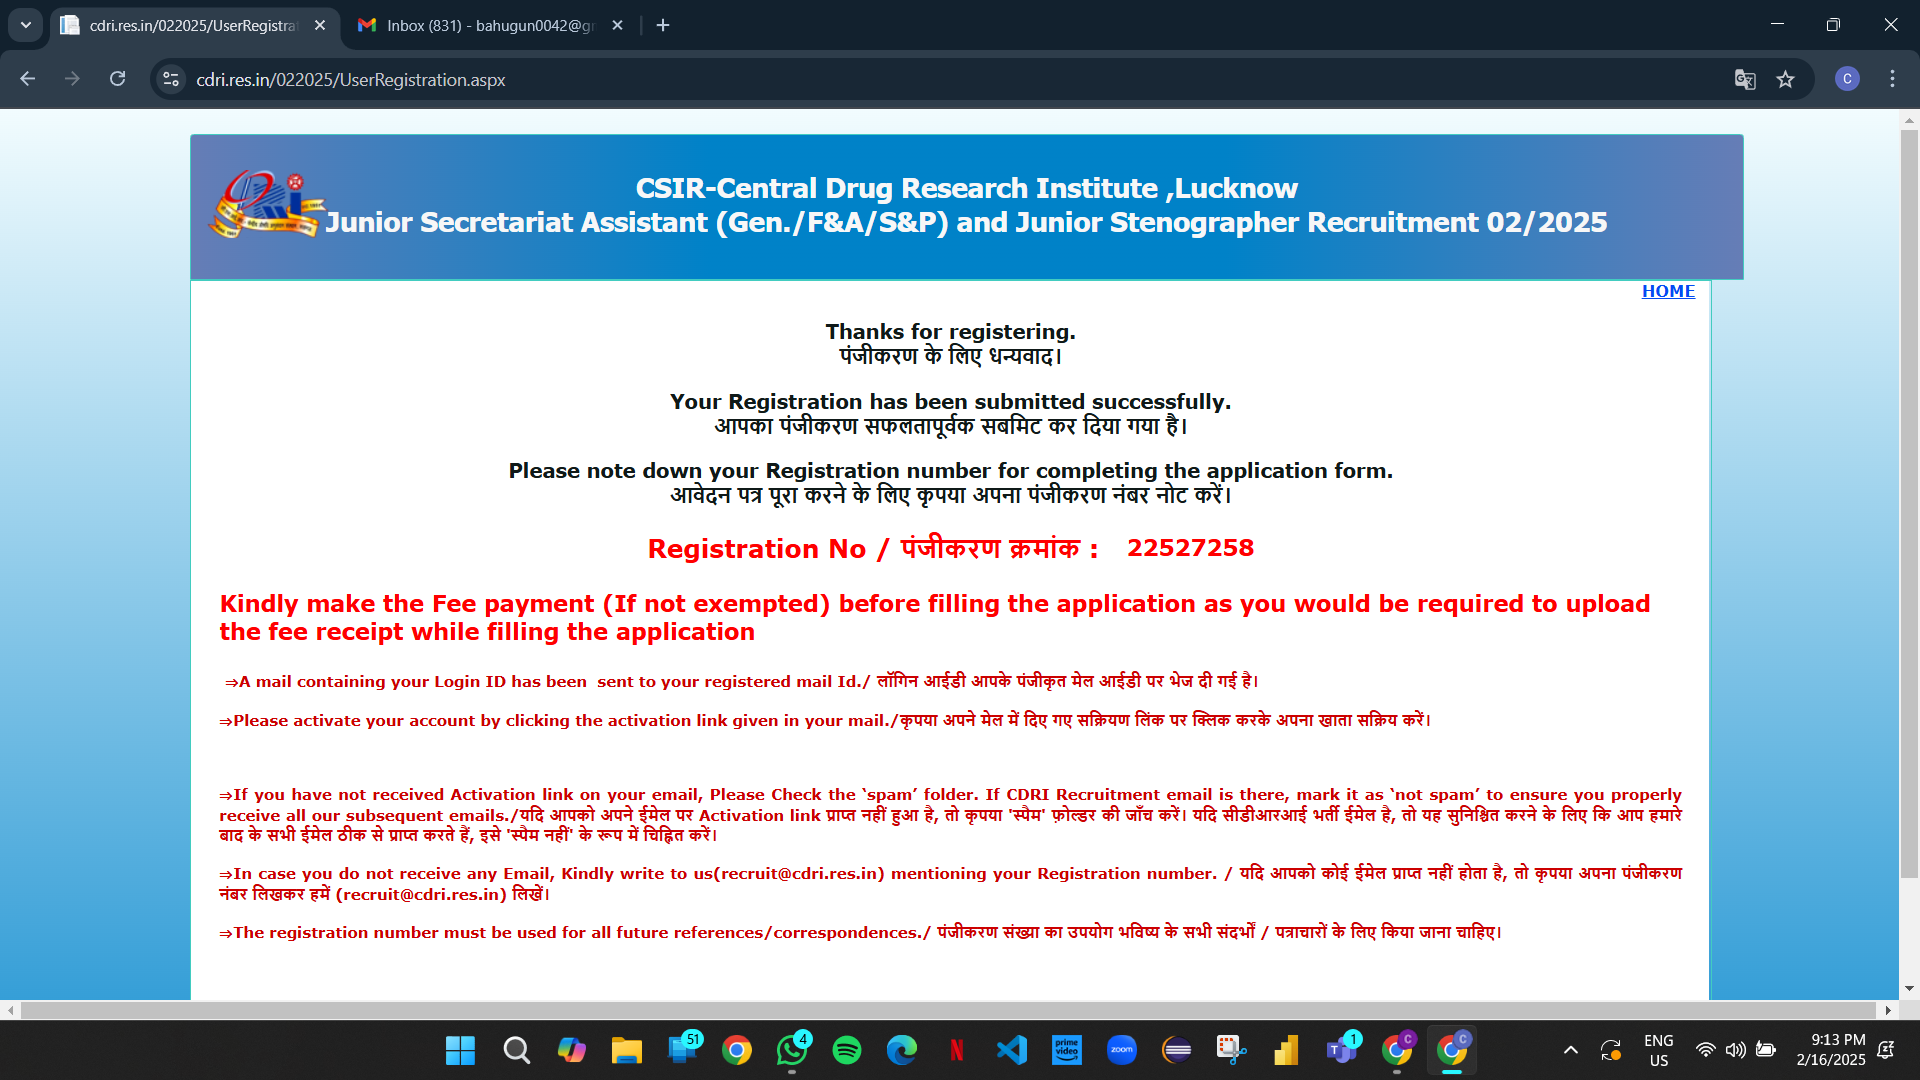 cdri.res.in/022025/UserRegistra
Inbox (831) - bahugun0042@g
cdri.res.in/022025/UserRegistration.aspx
C
CSIR-Central Drug Research Institute ,Lucknow
Junior Secretariat Assistant (Gen./F&A/S&P) and Junior Stenographer Recruitment 02/2025
HOME
Thanks for registering.
पंजीकरण के लिए धन्यवाद।
Your Registration has been submitted successfully.
आपका पंजीकरण सफलतापूर्वक सबमिट कर दिया गया है।
Please note down your Registration number for completing the application form.
आवेदन पत्र पूरा करने के लिए कृपया अपना पंजीकरण नंबर नोट करें।
Registration No / पंजीकरण क्रमांक : 22527258
Kindly make the Fee payment (If not exempted) before filling the application as you would be required to upload
the fee receipt while filling the application
⇒A mail containing your Login ID has been sent to your registered mail Id./ लॉगिन आईडी आपके पंजीकृत मेल आईडी पर भेज दी गई है।
⇒Please activate your account by clicking the activation link given in your mail./कृपया अपने मेल में दिए गए सक्रियण लिंक पर क्लिक करके अपना खाता सक्रिय करें।
⇒If you have not received Activation link on your email, Please Check the ‘spam’ folder. If CDRI Recruitment email is there, mark it as ‘not spam’ to ensure you properly
receive all our subsequent emails./यदि आपको अपने ईमेल पर Activation link प्राप्त नहीं हुआ है, तो कृपया 'स्पैम' फ़ोल्डर की जाँच करें। यदि सीडीआरआई भर्ती ईमेल है, तो यह सुनिश्चित करने के लिए कि आप हमारे
बाद के सभी ईमेल ठीक से प्राप्त करते हैं, इसे 'स्पैम नहीं' के रूप में चिह्नित करें।
⇒In case you do not receive any Email, Kindly write to us(recruit@cdri.res.in) mentioning your Registration number. / यदि आपको कोई ईमेल प्राप्त नहीं होता है, तो कृपया अपना पंजीकरण
नंबर लिखकर हमें (recruit@cdri.res.in) लिखें।
⇒The registration number must be used for all future references/correspondences./ पंजीकरण संख्या का उपयोग भविष्य के सभी संदर्भों / पत्राचारों के लिए किया जाना चाहिए।
51
4
prime
video
zoom
1
C
C
ENG
US
9:13 PM
2/16/2025